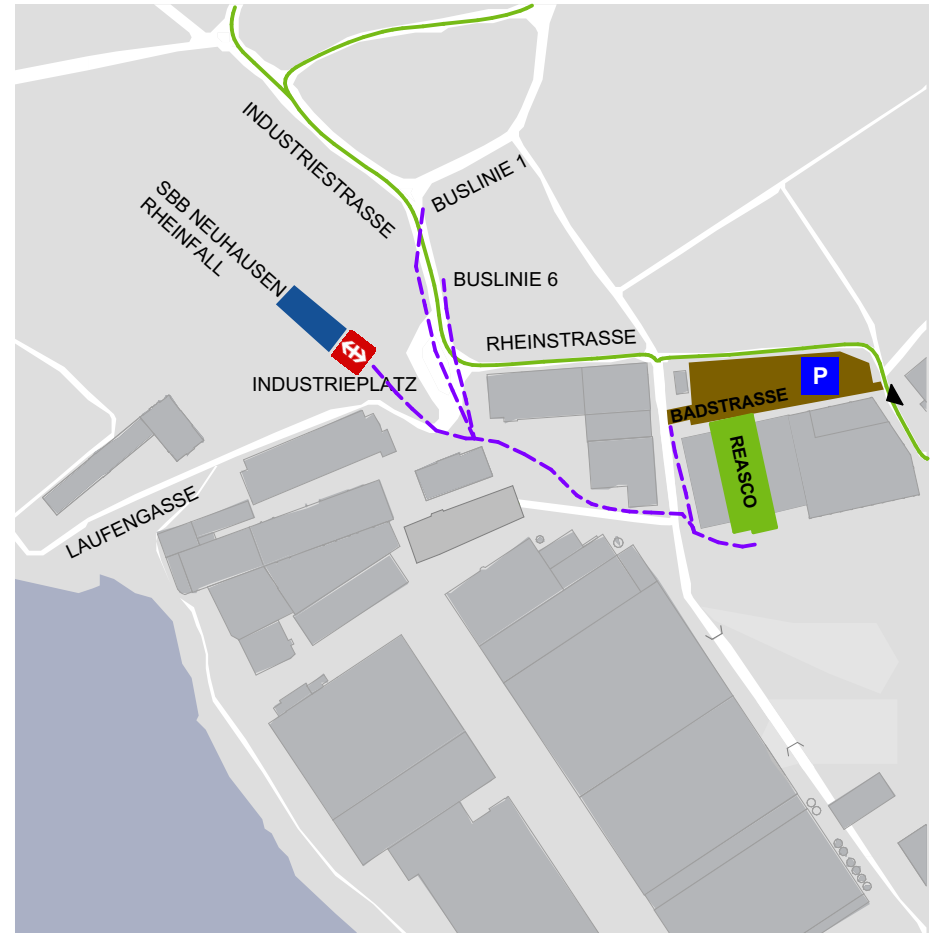 INDUSTRIESTRASSE
BUSLINIE 1
SBB NEUHAUSEN
RHEINFALL
BUSLINIE 6
RHEINSTRASSE
INDUSTRIEPLATZ
P
BADSTRASSE
REASCO
LAUFENGASSE